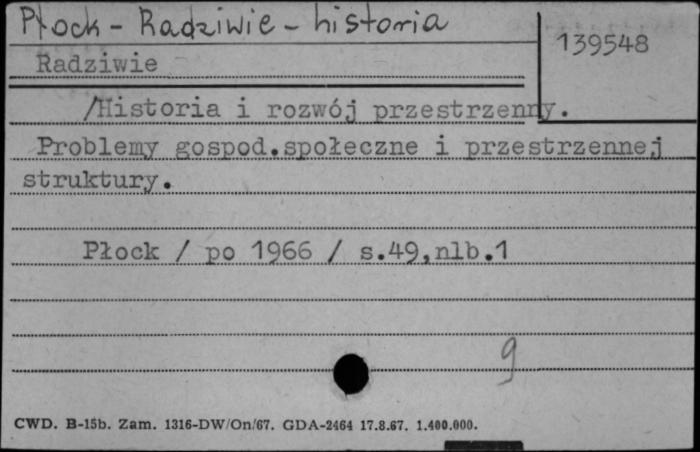 Płock - Radziwie - historia
139548
Radziwie
/Historia i rozwój przestrzenny.
Problemy gospod.społeczne i przestrzennej
struktury.
Płock / po 1966 / s.49,nlb.1
9
CWD. B-15b. Zam. 1316-DW/On/67. GDA-2464 17.8.67. 1.400.000.